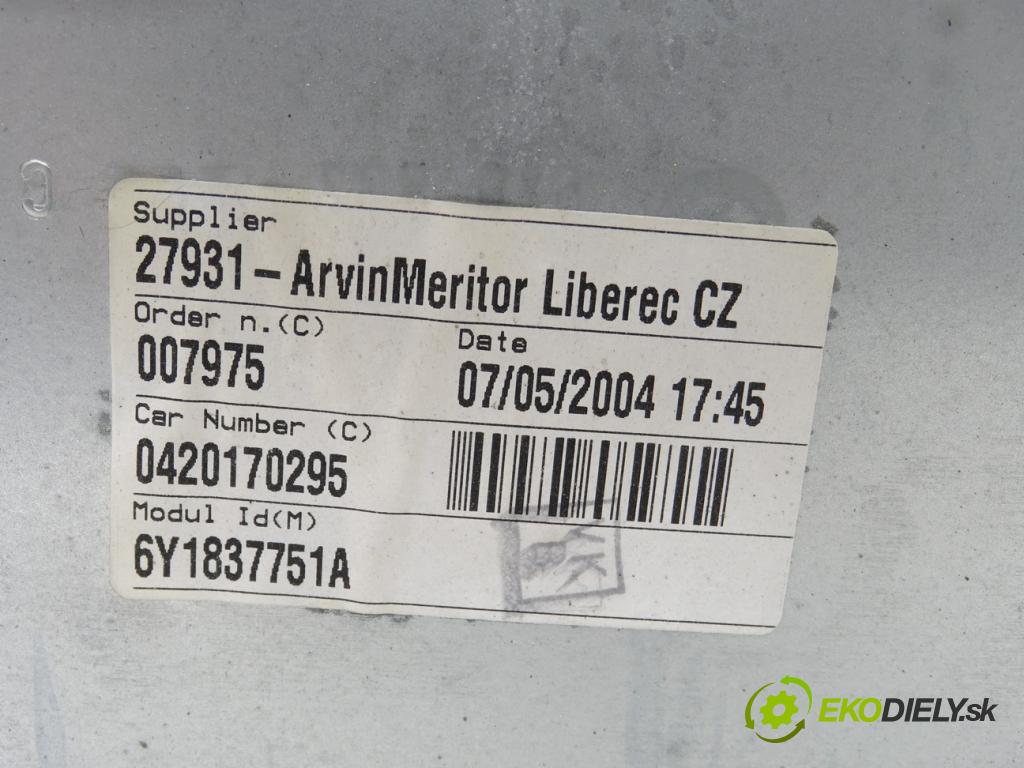 Supplier
27931-ArvinMeritor Liberec CZ
Order n.(C)
007975
Date
07/05/2004 17:45
Car Number (C)
0420170295
Modul Id(M)
6Y1837751A
KK
EKODIELY.sk